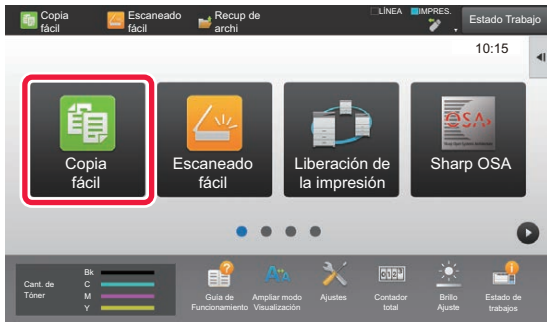 Copia
fácil
Escaneado
fácil
Recup de
archi
LÍNEA
IMPRES.
Estado Trabajo
10:15
Copia
fácil
Escaneado
fácil
Liberación de
la impresión
OSA
Sharp OSA
Cant. de
Tóner
Bk
C
M
Y
Guía de
Funcionamiento
Ampliar modo
Visualización
Ajustes
Contador
total
Brillo
Ajuste
Estado de
trabajos